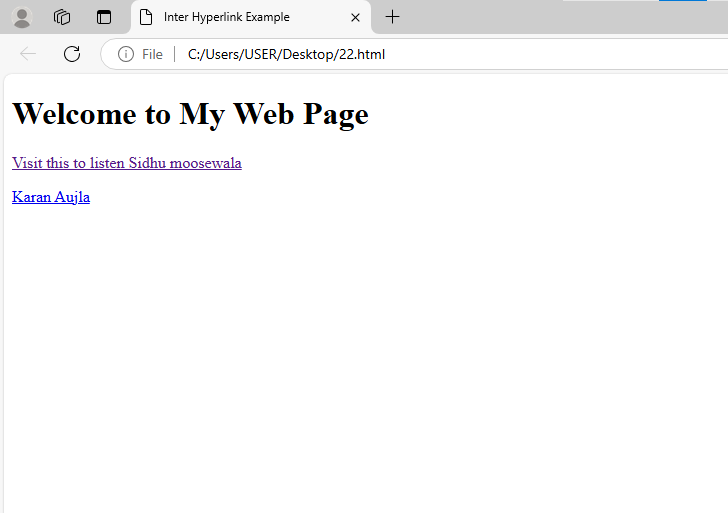 Inter Hyperlink Example
File C:/Users/USER/Desktop/22.html
Welcome to My Web Page
Visit this to listen Sidhu moosewala
Karan Aujla